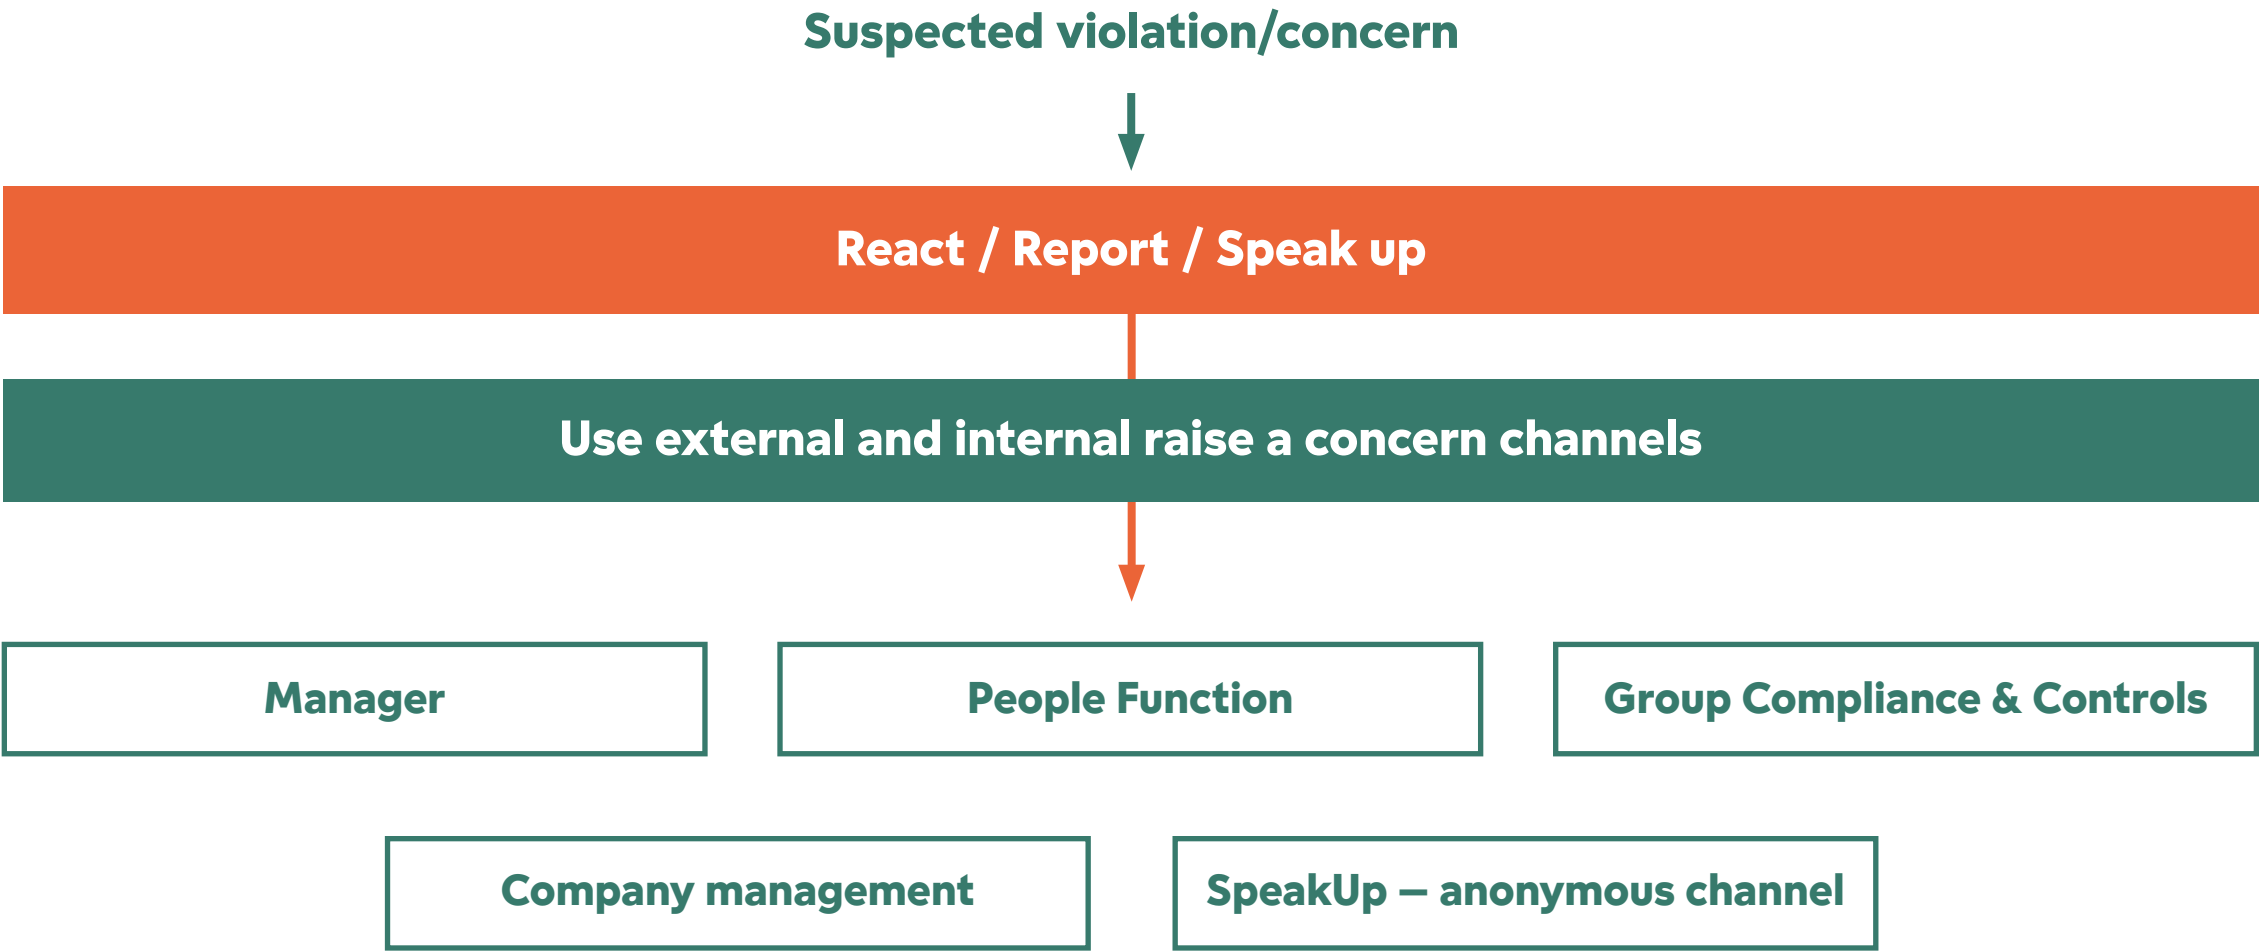 Suspected violation/concern
React / Report / Speak up
Use external and internal raise a concern channels
Manager
People Function
Group Compliance & Controls
Company management
SpeakUp — anonymous channel